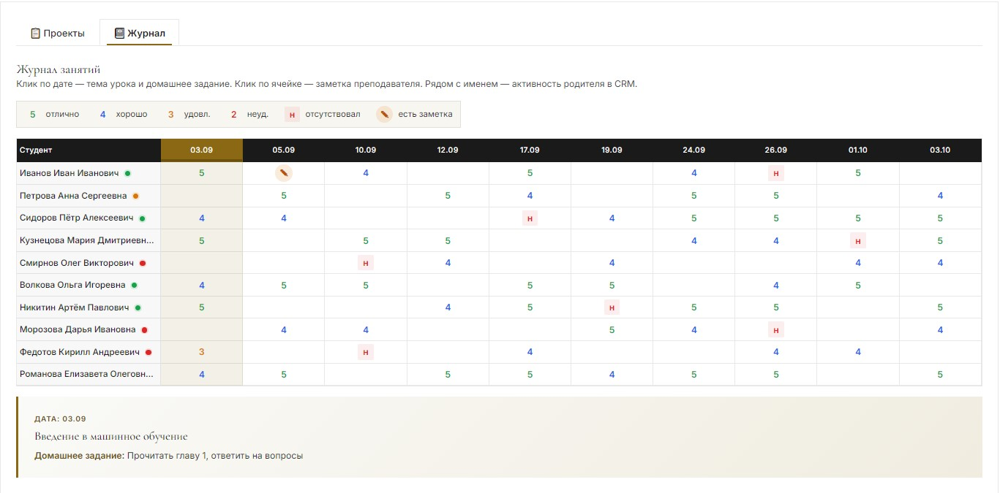 Проекты Журнал
Журнал занятий
Клик по дате — тема урока и домашнее задание. Клик по ячейке — заметка преподавателя. Рядом с именем — активность родителя в CRM.
5 отлично 4 хорошо 3 удовл. 2 неуд. н отсутствовал есть заметка
Студент 03.09 05.09 10.09 12.09 17.09 19.09 24.09 26.09 01.10 03.10
Иванов Иван Иванович 5 4 5 4 н 5
Петрова Анна Сергеевна 5 5 4 5 5 4
Сидоров Пётр Алексеевич 4 4 н 4 5 5 5 5
Кузнецова Мария Дмитриевн... 5 5 5 4 4 н 5
Смирнов Олег Викторович н 4 4 4 4
Волкова Ольга Игоревна 4 5 5 5 5 4 5
Никитин Артём Павлович 5 4 5 н 5 5 5
Морозова Дарья Ивановна 4 4 5 4 н 4
Федотов Кирилл Андреевич 3 н 4 4 4
Романова Елизавета Олеговн... 4 5 5 5 4 5 5 5
ДАТА: 03.09
Введение в машинное обучение
Домашнее задание: Прочитать главу 1, ответить на вопросы